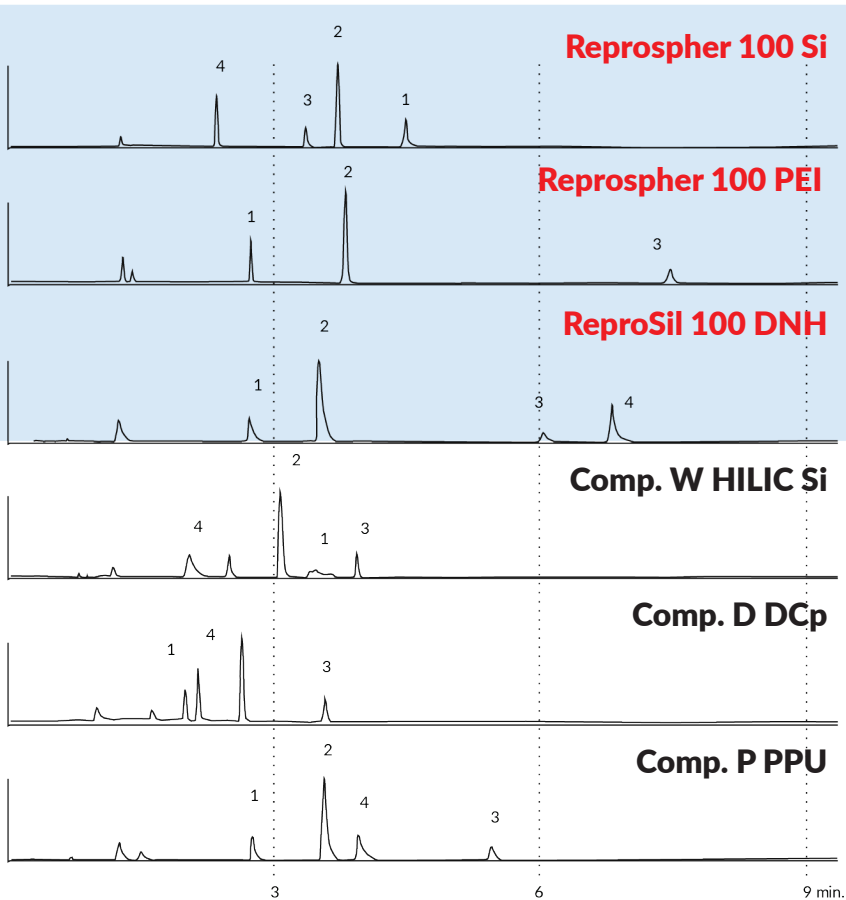 Reprospher 100 Si
4 3 2 1
Reprospher 100 PEI
1 2 3
ReproSil 100 DNH
1 2 3 4
Comp. W HILIC Si
4 2 1 3
Comp. D DCp
1 4 3
Comp. P PPU
1 2 4 3
3 6 9 min.